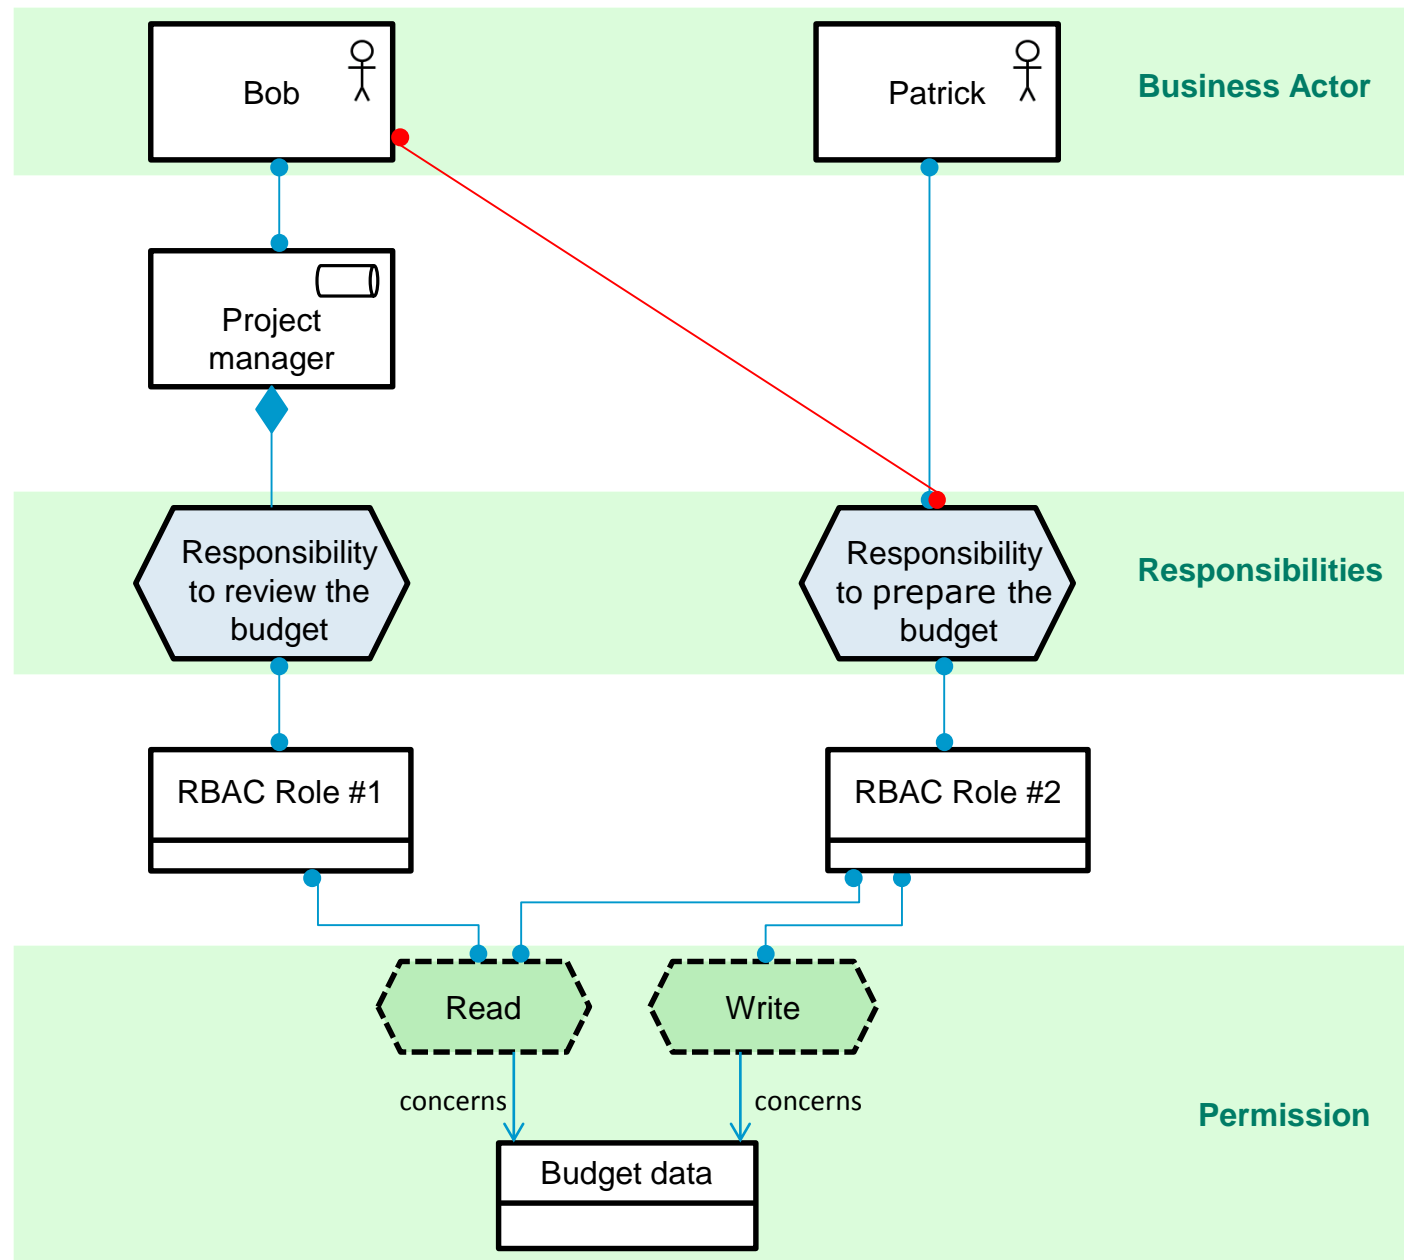 Bob
Patrick
Business Actor
Project
manager
Responsibility
to review the
budget
Responsibility
to prepare the
budget
Responsibilities
RBAC Role #1
RBAC Role #2
Read
Write
concerns
concerns
Permission
Budget data